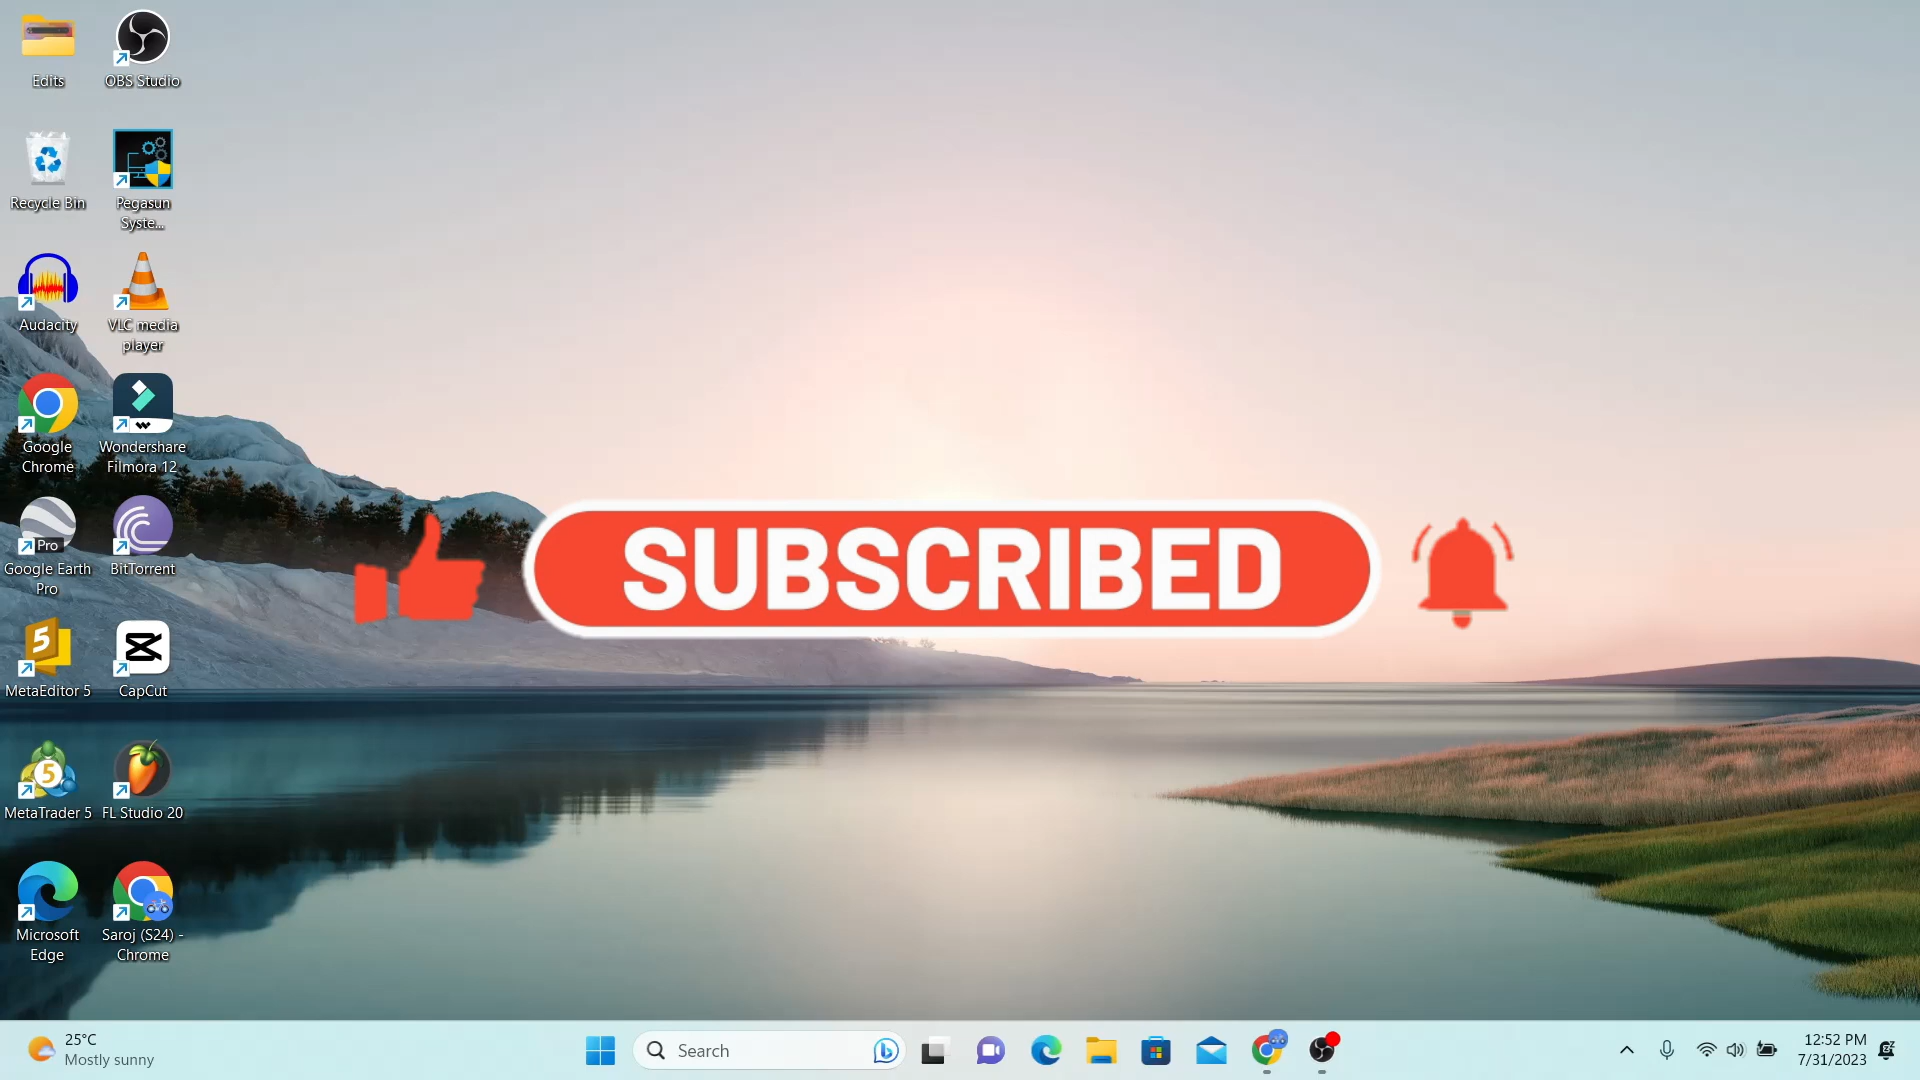 Edits
OBS Studio
Recycle Bin
Pegasun
Syste...
Audacity
VLC media
player
Google
Chrome
Wondershare
Filmora 12
Pro
Google Earth
Pro
BitTorrent
5
MetaEditor 5
CapCut
5
MetaTrader 5
FL Studio 20
Microsoft
Edge
Saroj (S24) -
Chrome
SUBSCRIBED
25°C
Mostly sunny
Search
12:52 PM
7/31/2023